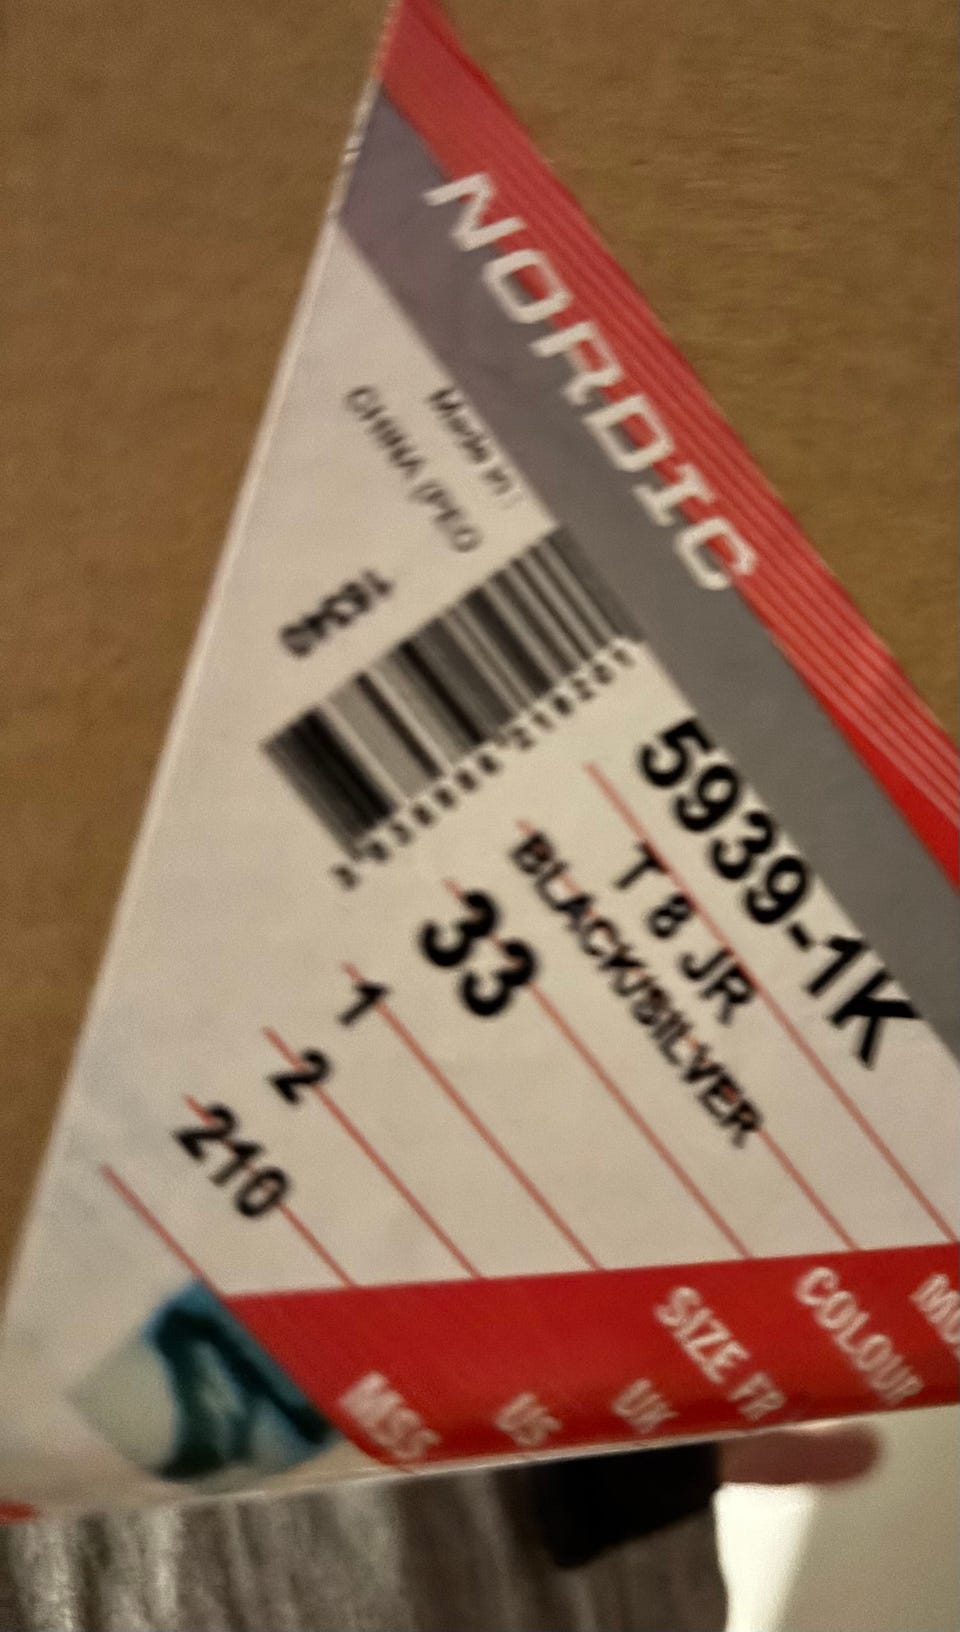 NORDIC
Made in :
CHINA (PEO
16340
5939-1K
T 8 JR
BLACK/SILVER
33
1
2
210
COLOUR
SIZE FR
UK
US
MSS